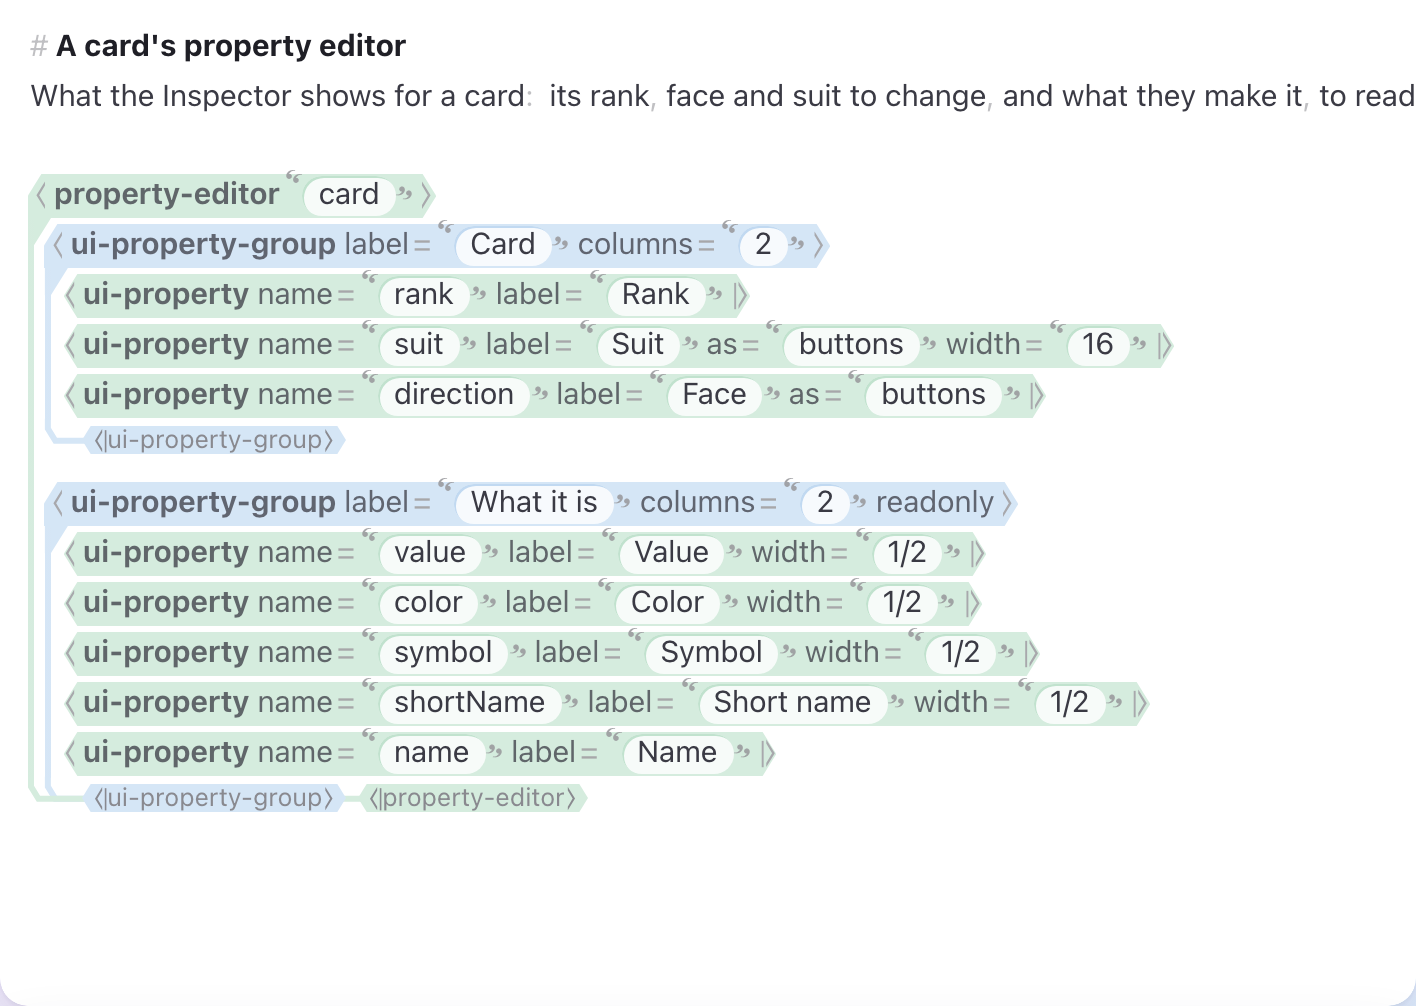 # A card's property editor
What the Inspector shows for a card: its rank, face and suit to change, and what they make it, to read
〈property-editor “card”〉
〈ui-property-group label=“Card” columns=“2”〉
〈ui-property name=“rank” label=“Rank”|〉
〈ui-property name=“suit” label=“Suit” as=“buttons” width=“16”|〉
〈ui-property name=“direction” label=“Face” as=“buttons”|〉
〈|ui-property-group〉
〈ui-property-group label=“What it is” columns=“2” readonly〉
〈ui-property name=“value” label=“Value” width=“1/2”|〉
〈ui-property name=“color” label=“Color” width=“1/2”|〉
〈ui-property name=“symbol” label=“Symbol” width=“1/2”|〉
〈ui-property name=“shortName” label=“Short name” width=“1/2”|〉
〈ui-property name=“name” label=“Name”|〉
〈|ui-property-group〉 〈|property-editor〉